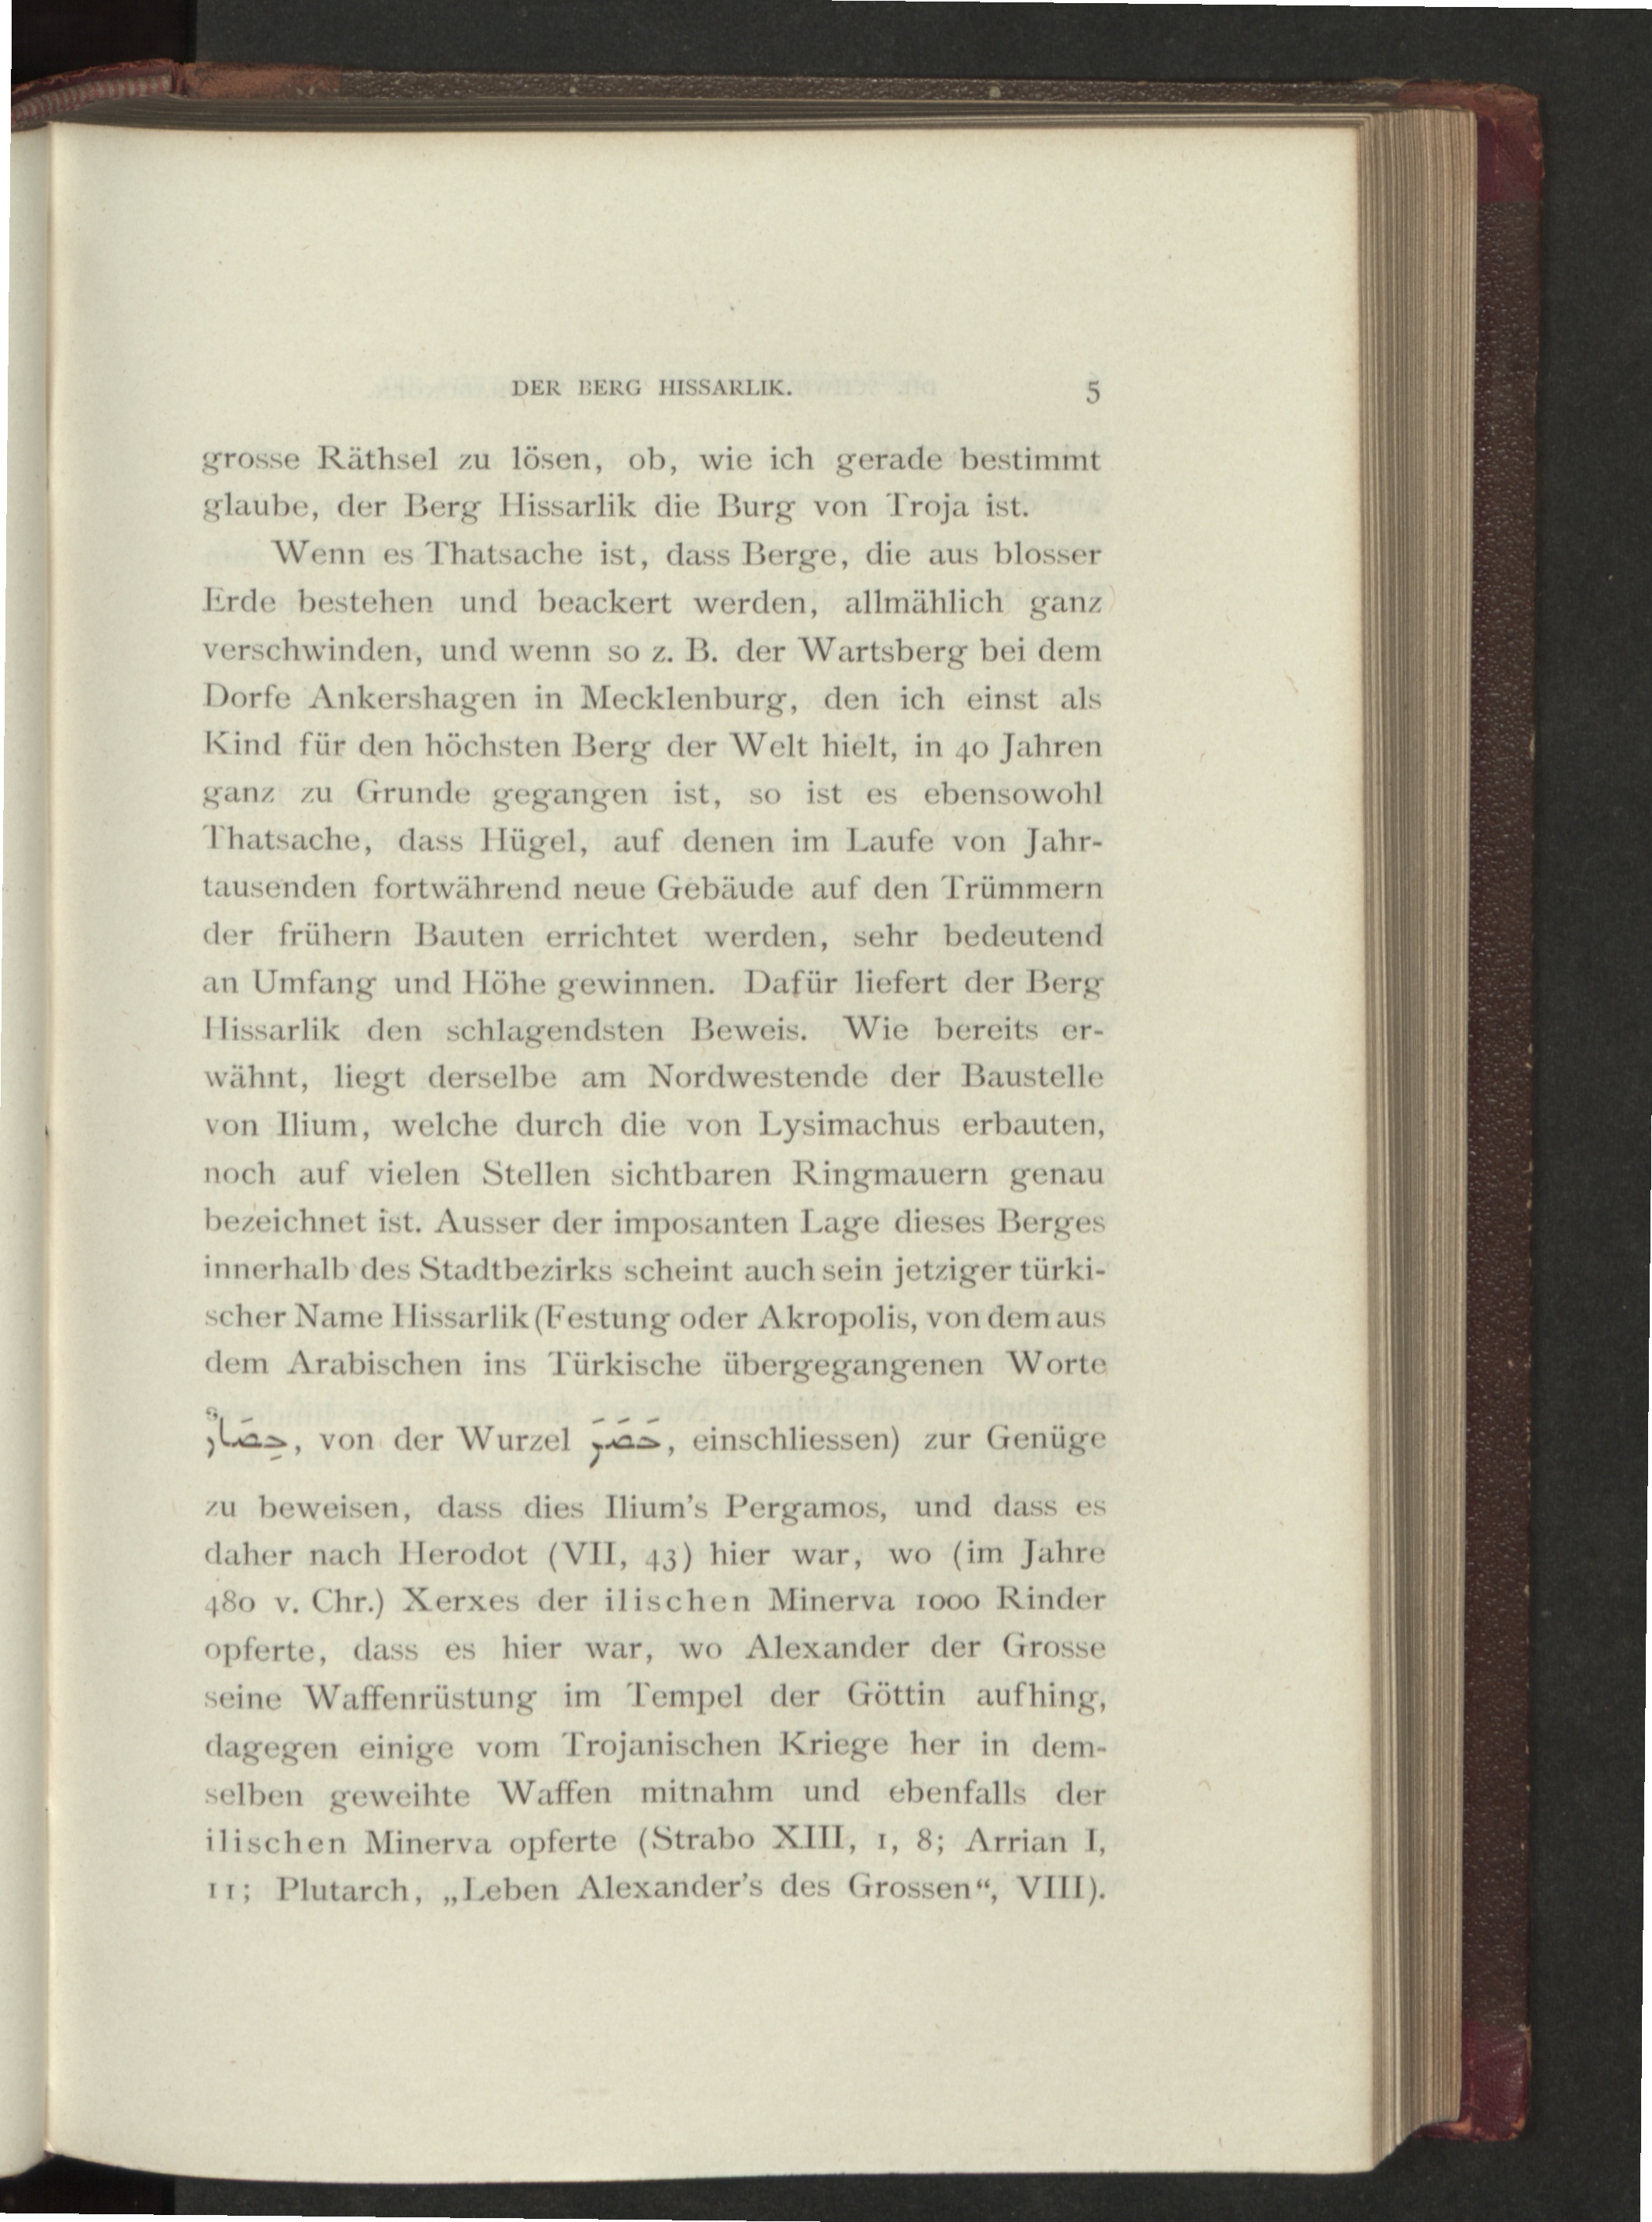 DER BERG HISSARLIK. 5
grosse Räthsel zu lösen, ob, wie ich gerade bestimmt
glaube, der Berg Hissarlik die Burg von Troja ist.
Wenn es Thatsache ist, dass Berge, die aus blosser
Erde bestehen und beackert werden, allmählich ganz
verschwinden, und wenn so z. B. der Wartsberg bei dem
Dorfe Ankershagen in Mecklenburg, den ich einst als
Kind für den höchsten Berg der Welt hielt, in 40 Jahren
ganz zu Grunde gegangen ist, so ist es ebensowohl
Thatsache, dass Hügel, auf denen im Laufe von Jahr-
tausenden fortwährend neue Gebäude auf den Trümmern
der frühern Bauten errichtet werden, sehr bedeutend
an Umfang und Höhe gewinnen. Dafür liefert der Berg
Hissarlik den schlagendsten Beweis. Wie bereits er-
wähnt, liegt derselbe am Nordwestende der Baustelle
von Ilium, welche durch die von Lysimachus erbauten,
noch auf vielen Stellen sichtbaren Ringmauern genau
bezeichnet ist. Ausser der imposanten Lage dieses Berges
innerhalb des Stadtbezirks scheint auch sein jetziger türki-
scher Name Hissarlik (Festung oder Akropolis, von dem aus
dem Arabischen ins Türkische übergegangenen Worte
حِصَارٌ, von der Wurzel حَصَرَ, einschliessen) zur Genüge
zu beweisen, dass dies Ilium's Pergamos, und dass es
daher nach Herodot (VII, 43) hier war, wo (im Jahre
480 v. Chr.) Xerxes der ilischen Minerva 1000 Rinder
opferte, dass es hier war, wo Alexander der Grosse
seine Waffenrüstung im Tempel der Göttin aufhing,
dagegen einige vom Trojanischen Kriege her in dem-
selben geweihte Waffen mitnahm und ebenfalls der
ilischen Minerva opferte (Strabo XIII, 1, 8; Arrian I,
11; Plutarch, „Leben Alexander's des Grossen“, VIII).